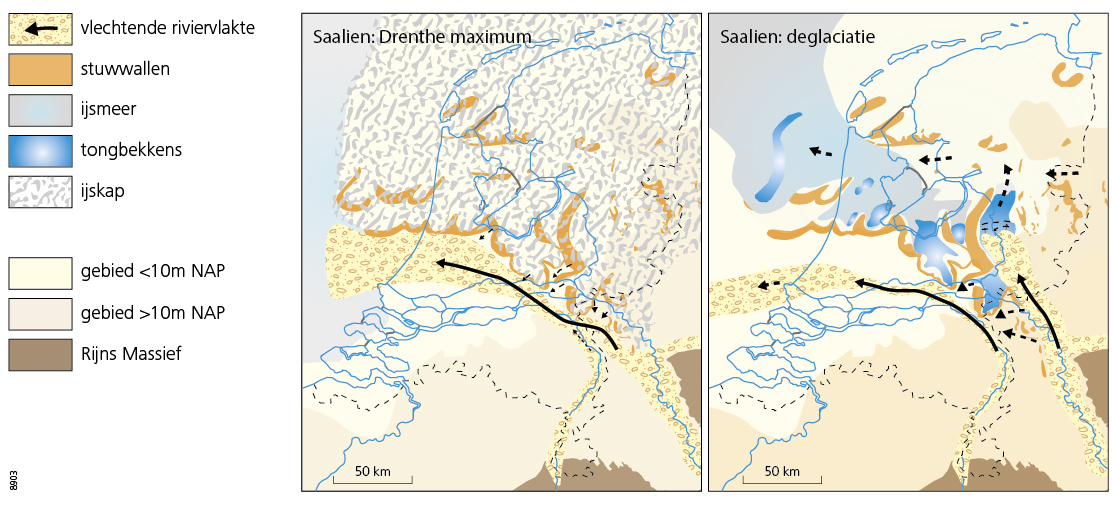 vlechtende riviervlakte
stuwwallen
ijsmeer
tongbekkens
ijskap
gebied <10m NAP
gebied >10m NAP
Rijns Massief
8903
Saalien: Drenthe maximum
50 km
Saalien: deglaciatie
50 km